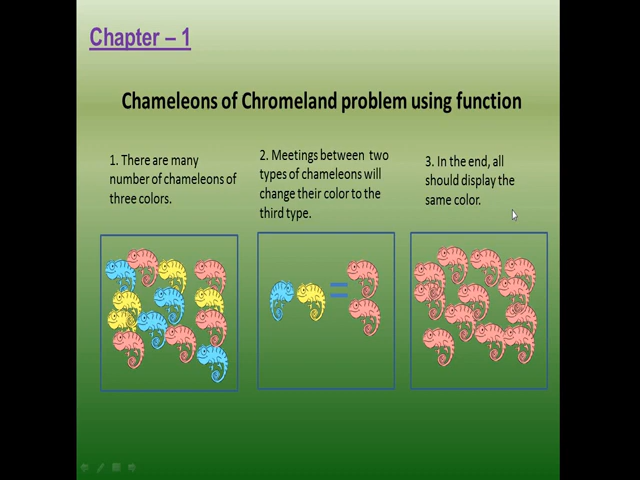 Chapter – 1
Chameleons of Chromeland problem using function
1. There are many
number of chameleons of
three colors.
2. Meetings between two
types of chameleons will
change their color to the
third type.
3. In the end, all
should display the
same color.
=